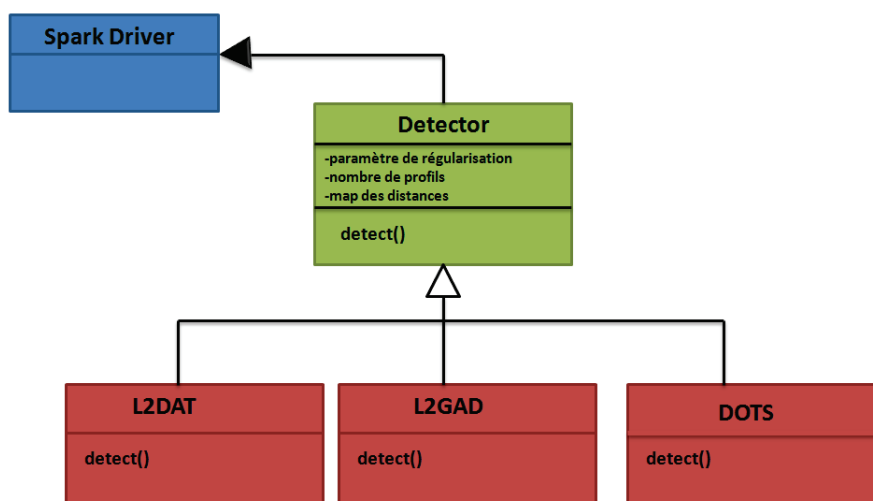 Spark Driver
Detector
-paramètre de régularisation
-nombre de profils
-map des distances
detect()
L2DAT
detect()
L2GAD
detect()
DOTS
detect()